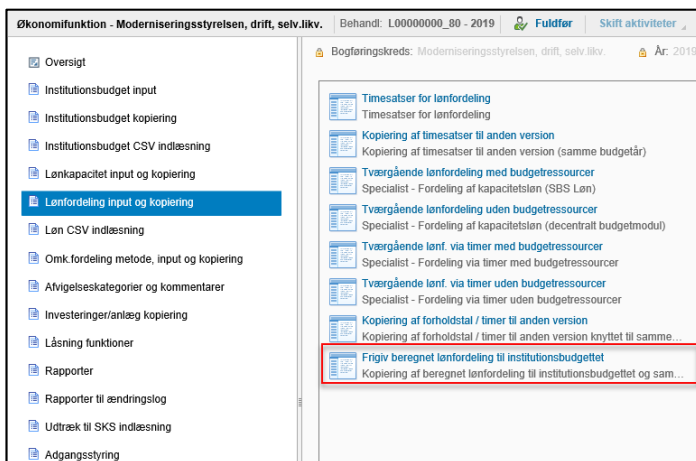 Økonomifunktion - Moderniseringsstyrelsen, drift, selv.likv. Behandl: L00000000_80 - 2019 Fuldfør Skift aktiviteter
Bogføringskreds: Moderniseringsstyrelsen, drift, selv.likv. År: 2019
Oversigt
Institutionsbudget input
Institutionsbudget kopiering
Institutionsbudget CSV indlæsning
Lønkapacitet input og kopiering
Lønfordeling input og kopiering
Løn CSV indlæsning
Omk.fordeling metode, input og kopiering
Afvigelseskategorier og kommentarer
Investeringer/anlæg kopiering
Låsning funktioner
Rapporter
Rapporter til ændringslog
Udtræk til SKS indlæsning
Adgangsstyring
Timesatser for lønfordeling
Timesatser for lønfordeling
Kopiering af timesatser til anden version
Kopiering af timesatser til anden version (samme budgetår)
Tværgående lønfordeling med budgetressourcer
Specialist - Fordeling af kapacitetsløn (SBS Løn)
Tværgående lønfordeling uden budgetressourcer
Specialist - Fordeling af kapacitetsløn (decentralt budgetmodul)
Tværgående lønf. via timer med budgetressourcer
Specialist - Fordeling via timer med budgetressourcer
Tværgående lønf. via timer uden budgetressourcer
Specialist - Fordeling via timer uden budgetressourcer
Kopiering af forholdstal / timer til anden version
Kopiering af forholdstal / timer til anden version knyttet til samme...
Frigiv beregnet lønfordeling til institutionsbudgettet
Kopiering af beregnet lønfordeling til institutionsbudgettet og sam...